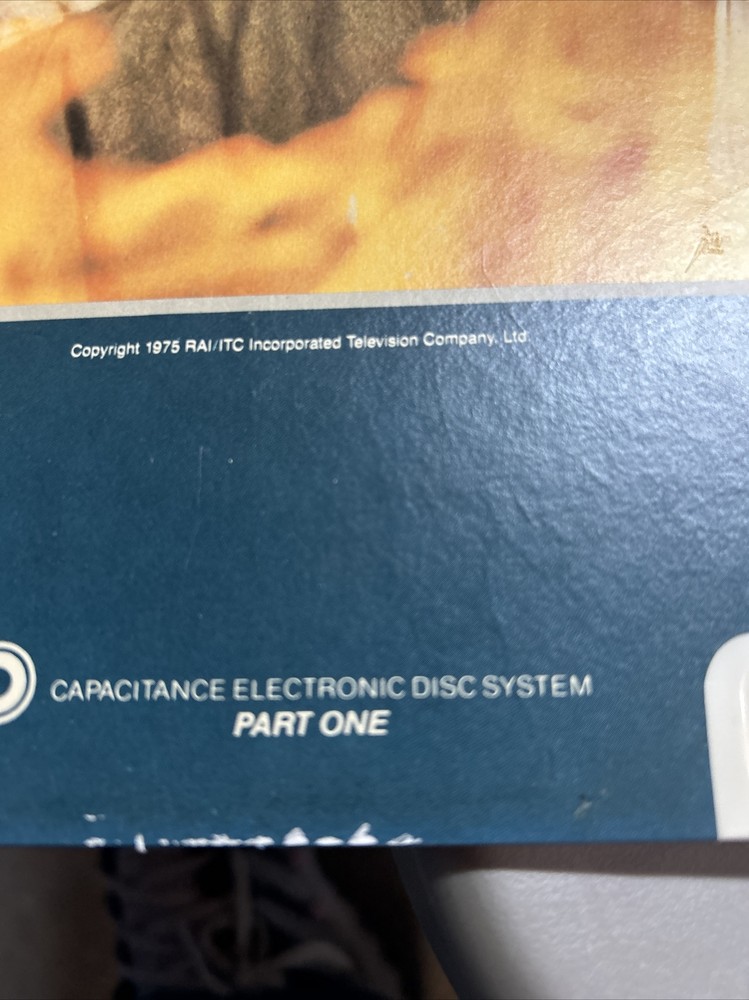 Copyright 1975 RAI/ITC Incorporated Television Company, Ltd.
CAPACITANCE ELECTRONIC DISC SYSTEM
PART ONE